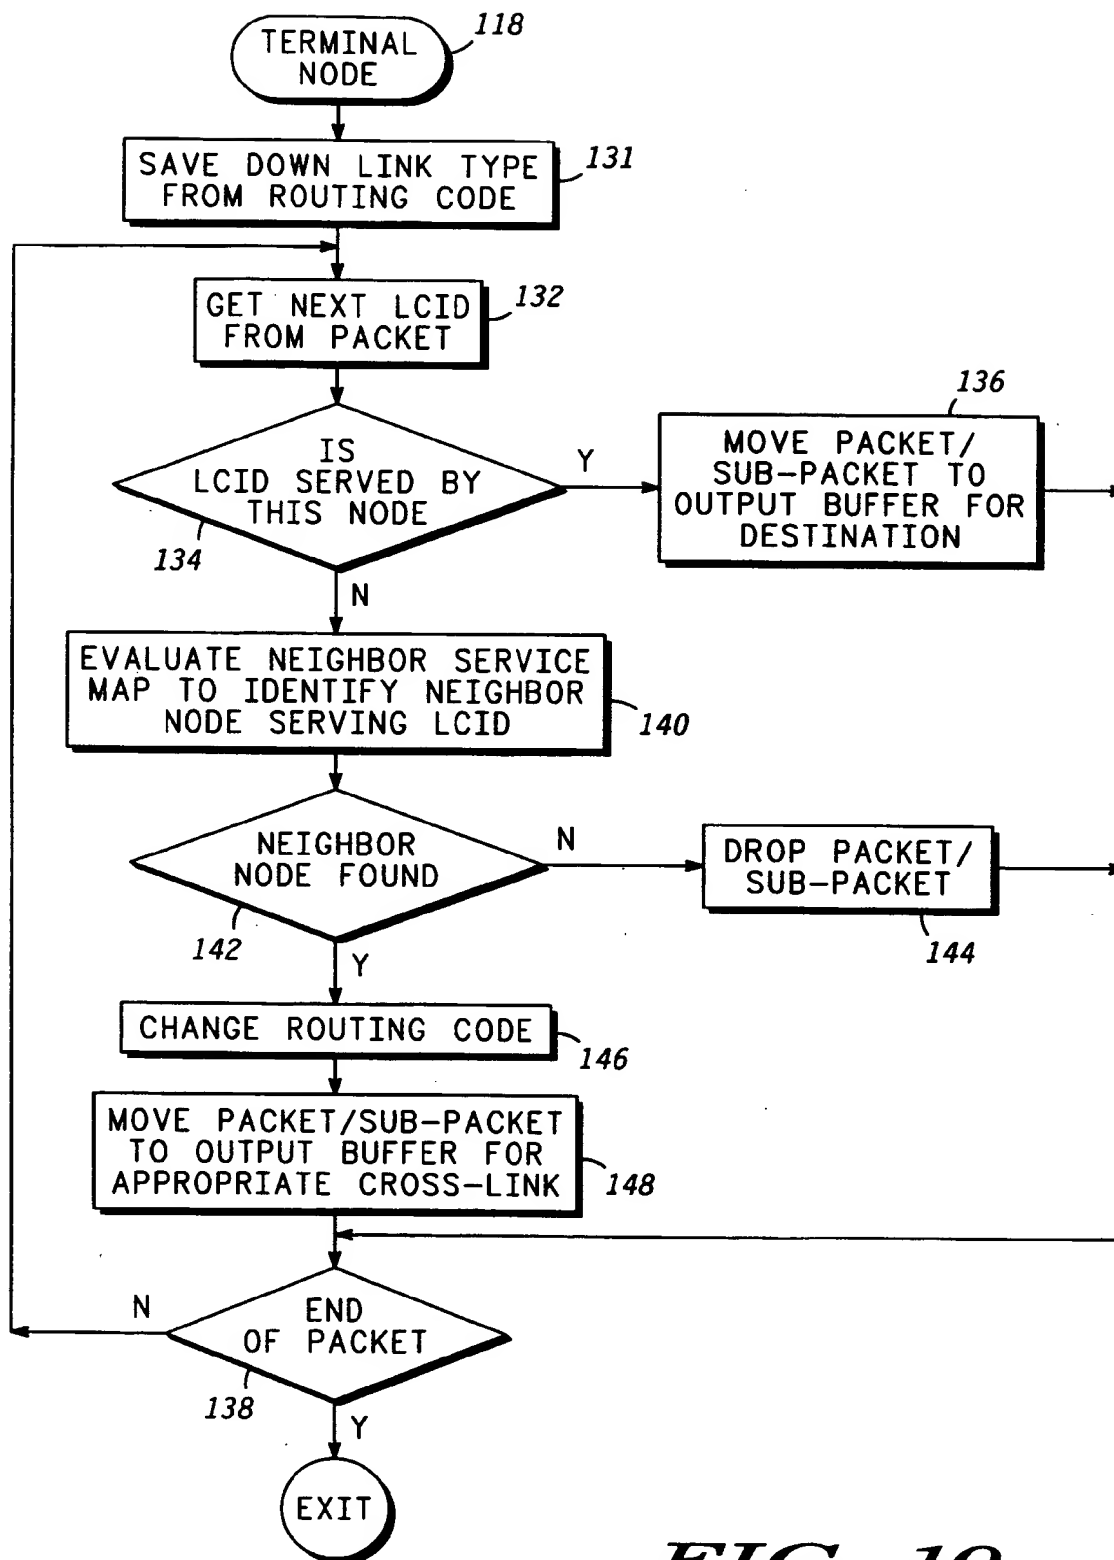 TERMINAL
NODE
118
SAVE DOWN LINK TYPE
FROM ROUTING CODE
131
GET NEXT LCID
FROM PACKET
132
IS
LCID SERVED BY
THIS NODE
134
Y
136
MOVE PACKET/
SUB-PACKET TO
OUTPUT BUFFER FOR
DESTINATION
N
EVALUATE NEIGHBOR SERVICE
MAP TO IDENTIFY NEIGHBOR
NODE SERVING LCID
140
NEIGHBOR
NODE FOUND
142
N
DROP PACKET/
SUB-PACKET
144
Y
CHANGE ROUTING CODE
146
MOVE PACKET/SUB-PACKET
TO OUTPUT BUFFER FOR
APPROPRIATE CROSS-LINK
148
N
END
OF PACKET
138
Y
EXIT